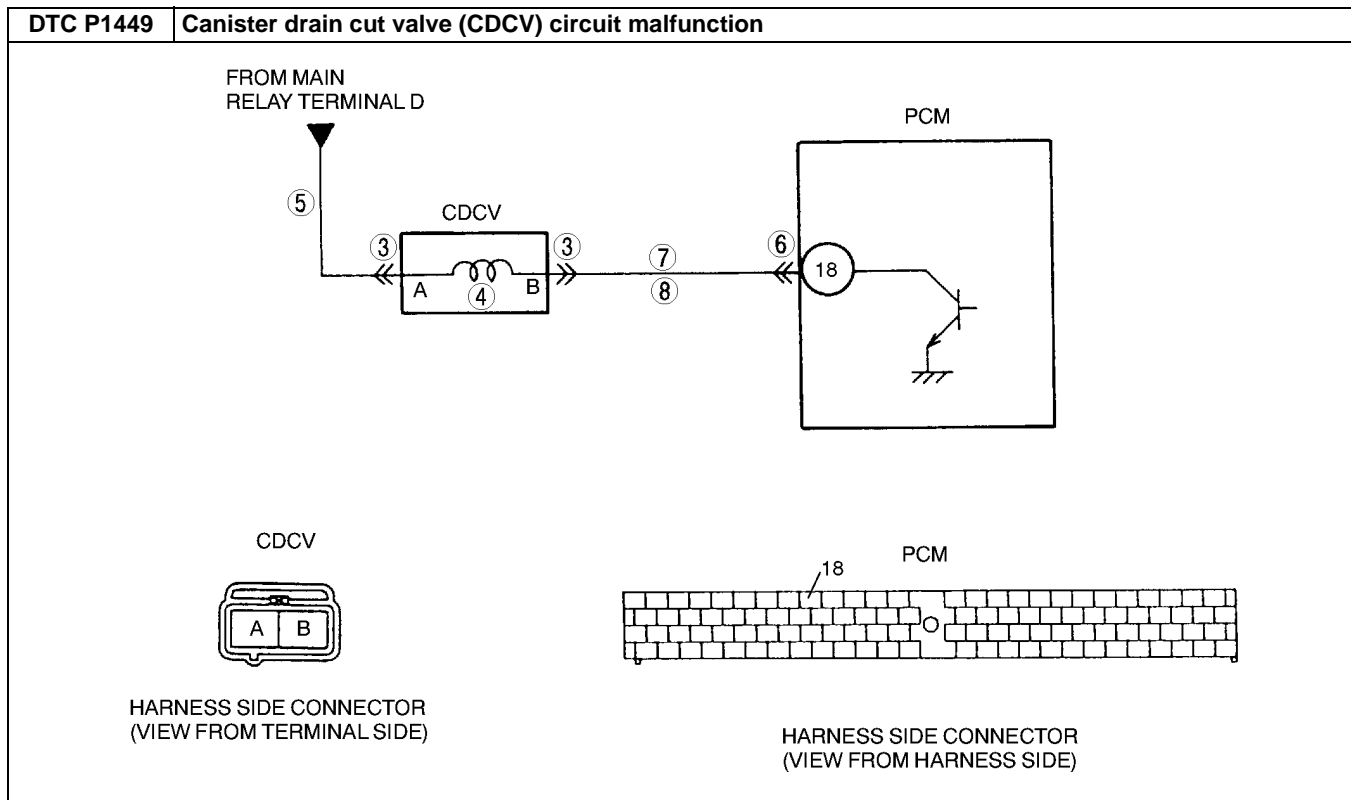 DTC P1449 Canister drain cut valve (CDCV) circuit malfunction
FROM MAIN
RELAY TERMINAL D
PCM
⑤
CDCV
③
③
⑦
⑥
18
A
④
B
⑧
CDCV
PCM
18
A B
HARNESS SIDE CONNECTOR
(VIEW FROM TERMINAL SIDE)
HARNESS SIDE CONNECTOR
(VIEW FROM HARNESS SIDE)